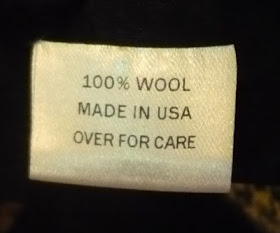 100% WOOL
MADE IN USA
OVER FOR CARE